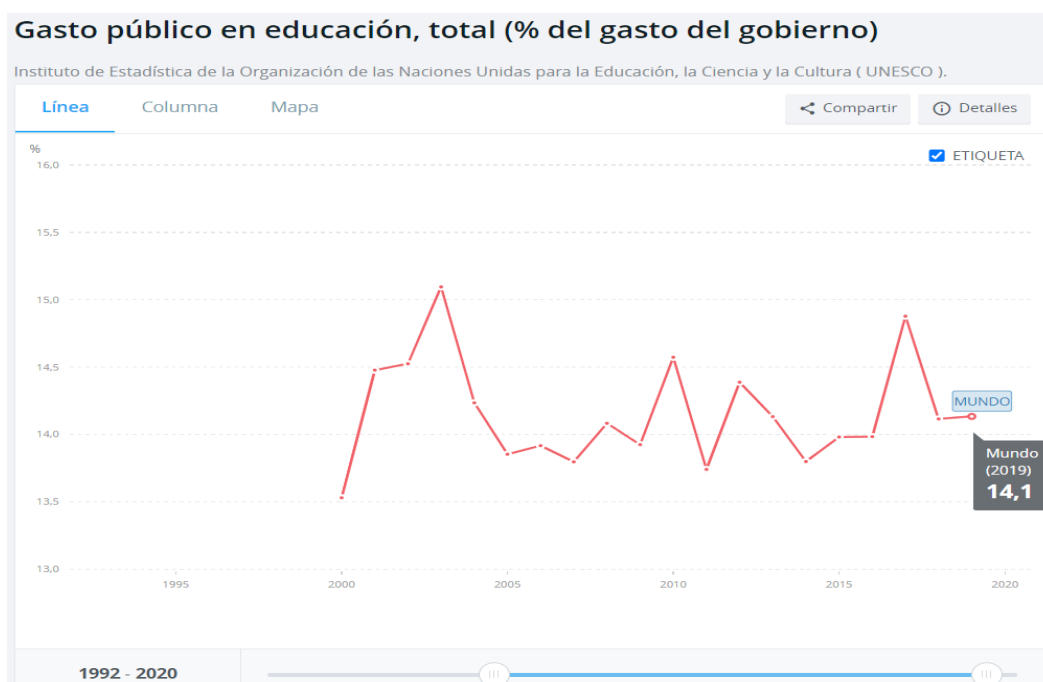 Gasto público en educación, total (% del gasto del gobierno)
Instituto de Estadística de la Organización de las Naciones Unidas para la Educación, la Ciencia y la Cultura ( UNESCO ).
Línea Columna Mapa Compartir Detalles
%
ETIQUETA
16,0
15,5
15,0
14,5
MUNDO
14,0
Mundo
(2019)
14,1
13,5
13,0
1995 2000 2005 2010 2015 2020
1992 - 2020